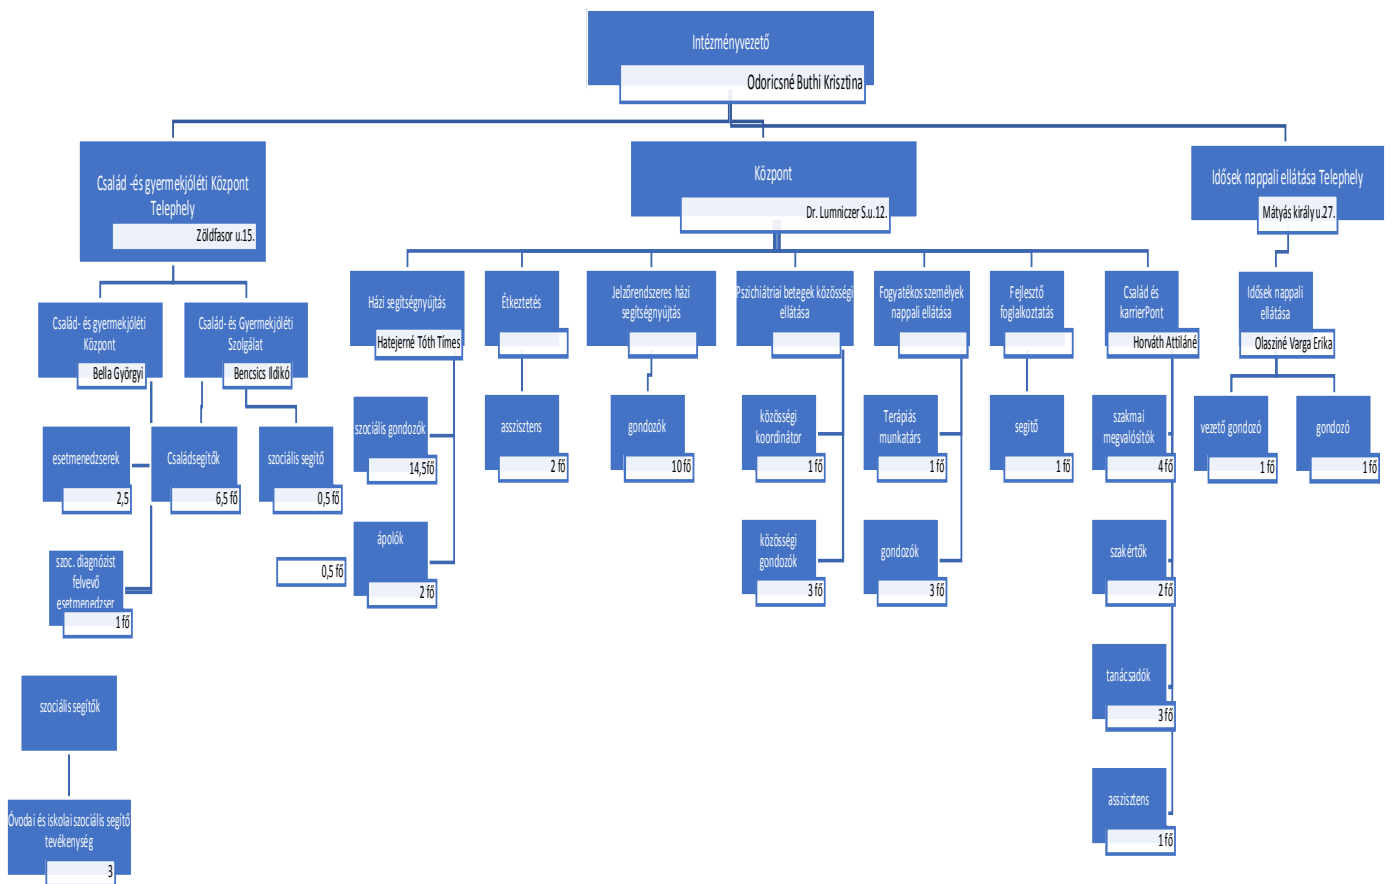 Intézményvezető
Odoricsné Buthi Krisztina
Család -és gyermekjóléti Központ
Telephely
Zöldfasor u.15.
Központ
Dr. Lumniczer S.u.12.
Idősek nappali ellátása Telephely
Mátyás király u.27.
Család- és gyermekjóléti
Központ
Bella Györgyi
Család- és Gyermekjóléti
Szolgálat
Bencsics Ildikó
Házi segítségnyújtás
Hatejerné Tóth Tímes
Étkeztetés
Jelzőrendszeres házi
segítségnyújtás
Pszichiátriai betegek közösségi
ellátása
Fogyatékos személyek
nappali ellátása
Fejlesztő
foglalkoztatás
Család és
karrierPont
Horváth Attiláné
Idősek nappali
ellátása
Olasziné Varga Erika
esetmenedzserek
2,5
Családsegítők
6,5 fő
szociális segítő
0,5 fő
szociális gondozók
14,5fő
asszisztens
2 fő
gondozók
10 fő
közösségi
koordinátor
1 fő
Terápiás
munkatárs
1 fő
segítő
1 fő
szakmai
megvalósítók
4 fő
vezető gondozó
1 fő
gondozó
1 fő
szoc. diagnózist
felvevő
esetmenedzser
1 fő
0,5 fő
ápolók
2 fő
közösségi
gondozók
3 fő
gondozók
3 fő
szakértők
2 fő
szociális segítők
tanácsadók
3 fő
Óvodai és iskolai szociális segítő
tevékenység
3
asszisztens
1 fő